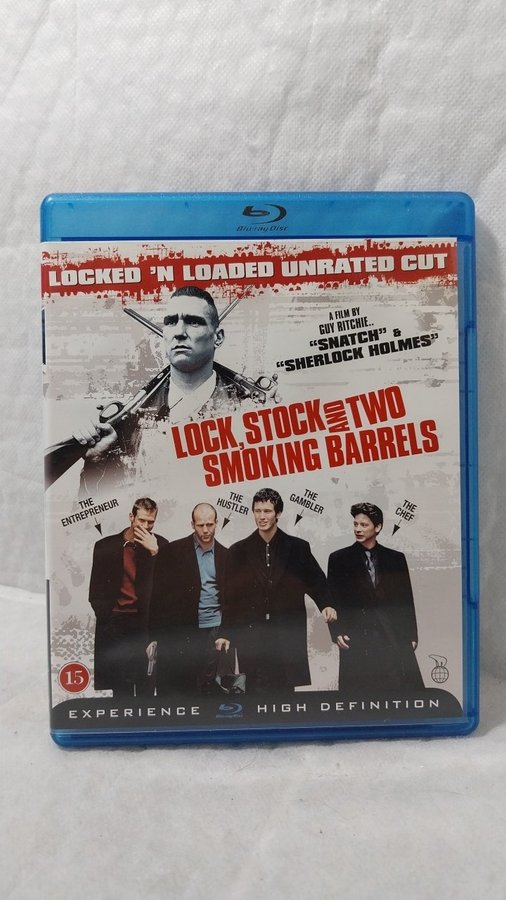 Blu-ray Disc
LOCKED 'N LOADED UNRATED CUT
A FILM BY
GUY RITCHIE..
"SNATCH" &
"SHERLOCK HOLMES"
LOCK, STOCK AND TWO
SMOKING BARRELS
THE
ENTREPRENEUR
THE
HUSTLER
THE
GAMBLER
THE
CHEF
15
EXPERIENCE Blu-ray Disc HIGH DEFINITION